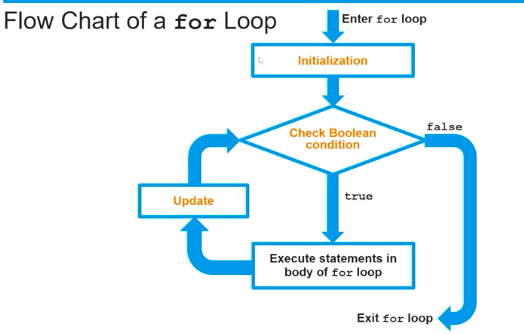 Flow Chart of a for Loop
Enter for loop
Initialization
Check Boolean
condition
false
true
Update
Execute statements in
body of for loop
Exit for loop